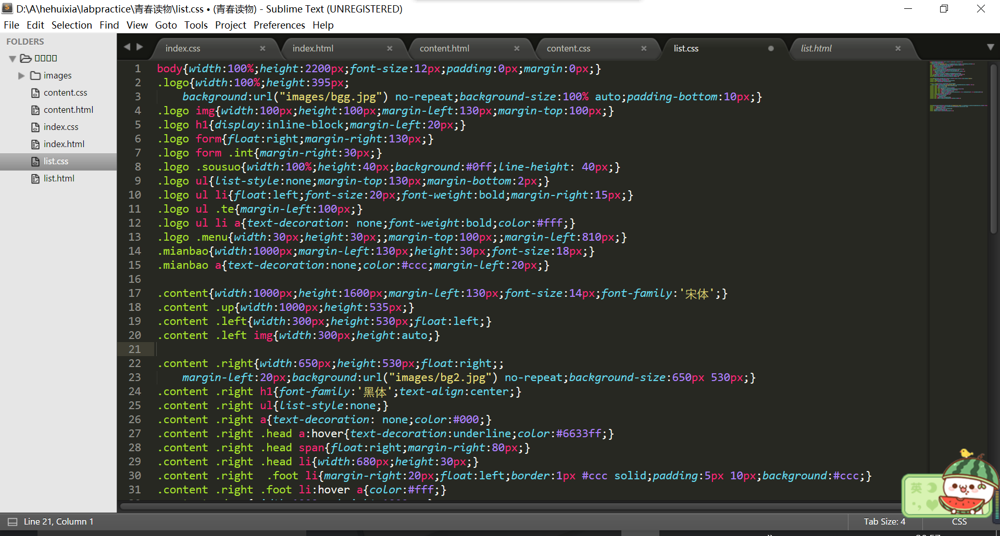 D:\A\hehuixia\labpractice\青春读物\list.css • (青春读物) - Sublime Text (UNREGISTERED)
File Edit Selection Find View Goto Tools Project Preferences Help
FOLDERS
images
content.css
content.html
index.css
index.html
list.css
list.html
index.css index.html content.html content.css list.css list.html
1 body{width:100%;height:2200px;font-size:12px;padding:0px;margin:0px;}
2 .logo{width:100%;height:395px;
3 background:url("images/bgg.jpg") no-repeat;background-size:100% auto;padding-bottom:10px;}
4 .logo img{width:100px;height:100px;margin-left:130px;margin-top:100px;}
5 .logo h1{display:inline-block;margin-left:20px;}
6 .logo form{float:right;margin-right:130px;}
7 .logo form .int{margin-right:30px;}
8 .logo .sousuo{width:100%;height:40px;background:#0ff;line-height: 40px;}
9 .logo ul{list-style:none;margin-top:130px;margin-bottom:2px;}
10 .logo ul li{float:left;font-size:20px;font-weight:bold;margin-right:15px;}
11 .logo ul .te{margin-left:100px;}
12 .logo ul li a{text-decoration: none;font-weight:bold;color:#fff;}
13 .logo .menu{width:30px;height:30px;;margin-top:100px;;margin-left:810px;}
14 .mianbao{width:1000px;margin-left:130px;height:30px;font-size:18px;}
15 .mianbao a{text-decoration:none;color:#ccc;margin-left:20px;}
16
17 .content{width:1000px;height:1600px;margin-left:130px;font-size:14px;font-family:'宋体';}
18 .content .up{width:1000px;height:535px;}
19 .content .left{width:300px;height:530px;float:left;}
20 .content .left img{width:300px;height:auto;}
21
22 .content .right{width:650px;height:530px;float:right;;
23 margin-left:20px;background:url("images/bg2.jpg") no-repeat;background-size:650px 530px;}
24 .content .right h1{font-family:'黑体';text-align:center;}
25 .content .right ul{list-style:none;}
26 .content .right a{text-decoration: none;color:#000;}
27 .content .right .head a:hover{text-decoration:underline;color:#6633ff;}
28 .content .right .head span{float:right;margin-right:80px;}
29 .content .right .head li{width:680px;height:30px;}
30 .content .right  .foot li{margin-right:20px;float:left;border:1px #ccc solid;padding:5px 10px;background:#ccc;}
31 .content .right .foot li:hover a{color:#fff;}
英
Line 21, Column 1
Tab Size: 4
CSS